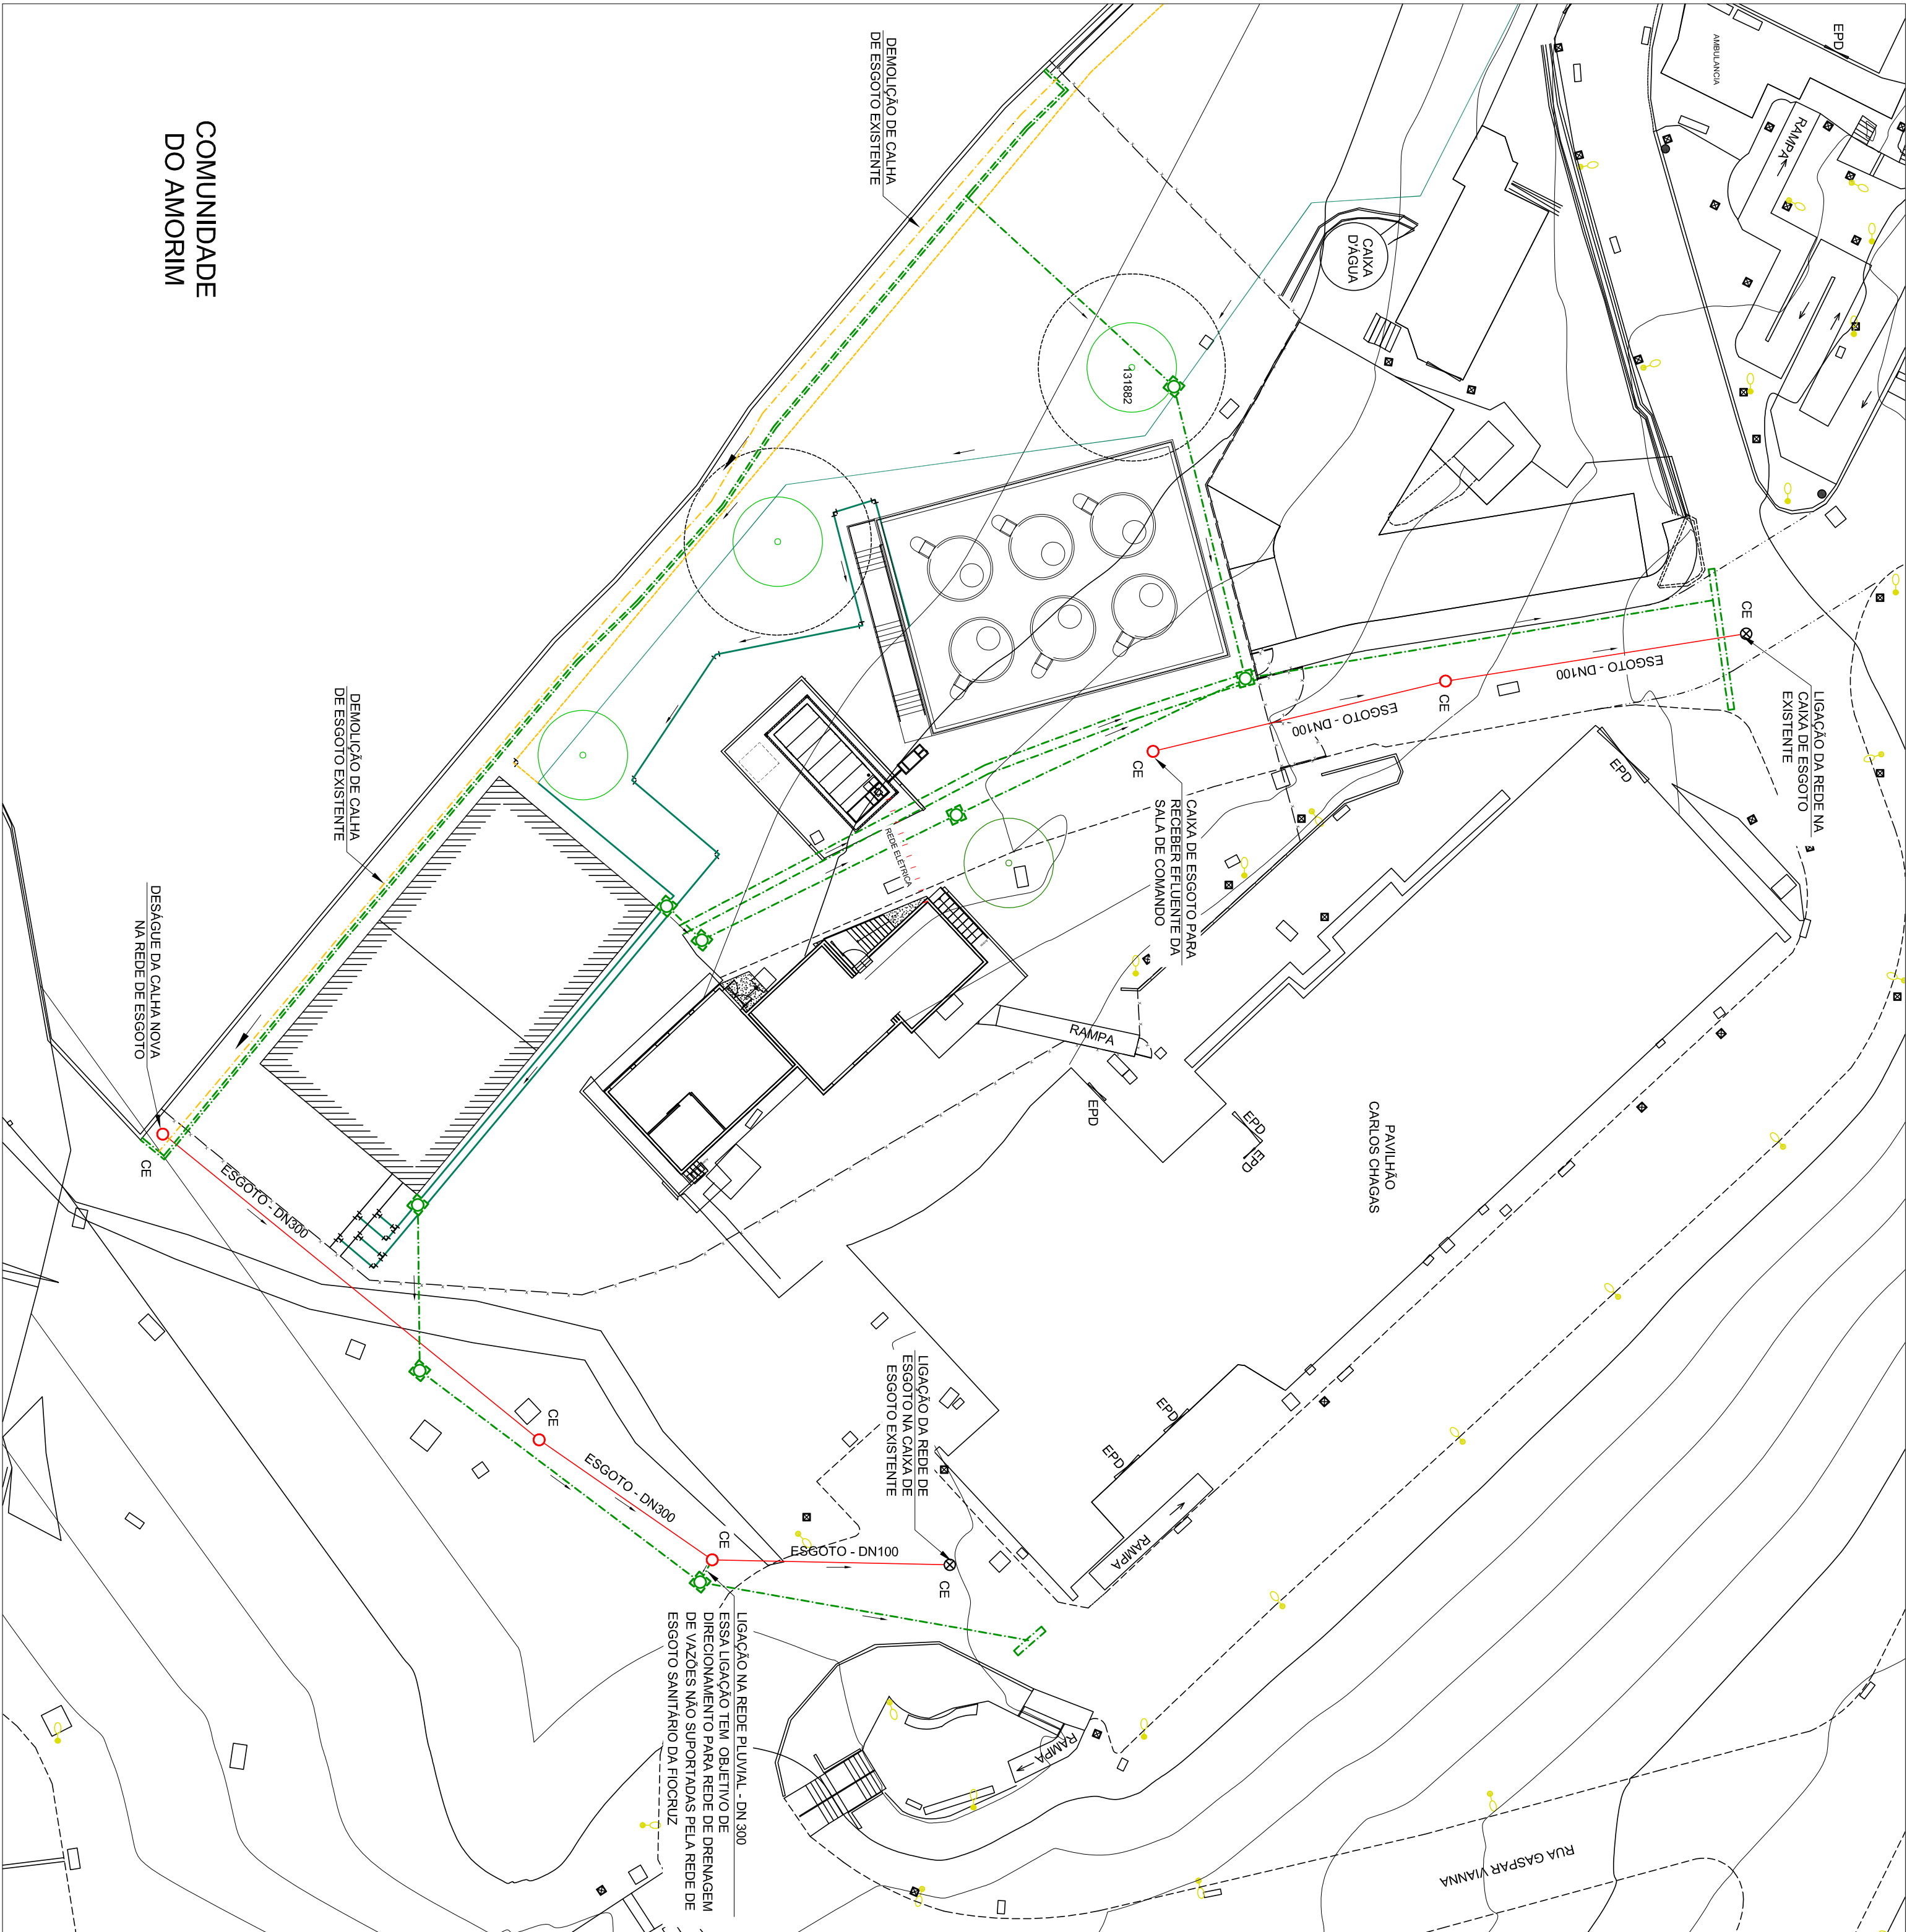 EPD
AMBULANCIA
RAMPA
DEMOLIÇÃO DE CALHA
DE ESGOTO EXISTENTE
COMUNIDADE
DO AMORIM
CAIXA
D'ÁGUA
131882
CE
LIGAÇÃO DA REDE NA
CAIXA DE ESGOTO
EXISTENTE
ESGOTO - DN100
CE
ESGOTO - DN100
CE
CAIXA DE ESGOTO PARA
RECEBER EFLUENTE DA
SALA DE COMANDO
EPD
REDE ELÉTRICA
DEMOLIÇÃO DE CALHA
DE ESGOTO EXISTENTE
DESÁGUE DA CALHA NOVA
NA REDE DE ESGOTO
RAMPA
EPD
EPD
EPD
PAVILHÃO
CARLOS CHAGAS
CE
ESGOTO - DN300
CE
ESGOTO - DN300
CE
ESGOTO - DN100
CE
LIGAÇÃO DA REDE DE
ESGOTO NA CAIXA DE
ESGOTO EXISTENTE
EPD
EPD
RAMPA
LIGAÇÃO NA REDE PLUVIAL - DN 300
ESSA LIGAÇÃO TEM OBJETIVO DE
DIRECIONAMENTO PARA REDE DE DRENAGEM
DE VAZÕES NÃO SUPORTADAS PELA REDE DE
ESGOTO SANITÁRIO DA FIOCRUZ
RAMPA
RUA GASPAR VIANNA